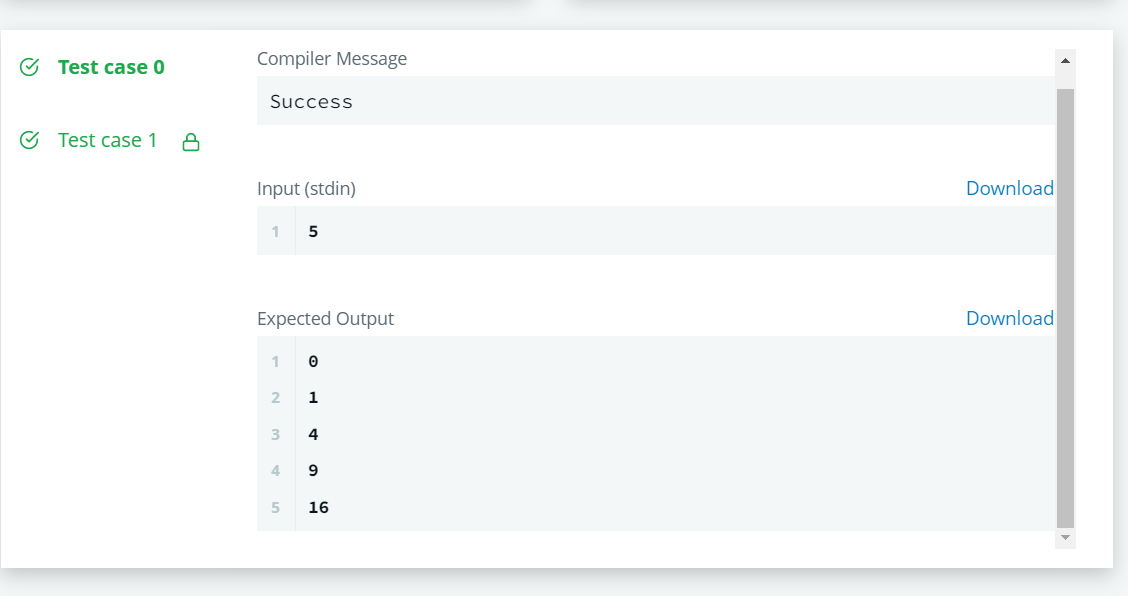 Test case 0
Test case 1
Compiler Message
Success
Input (stdin)
Download
1 5
Expected Output
Download
1 0
2 1
3 4
4 9
5 16